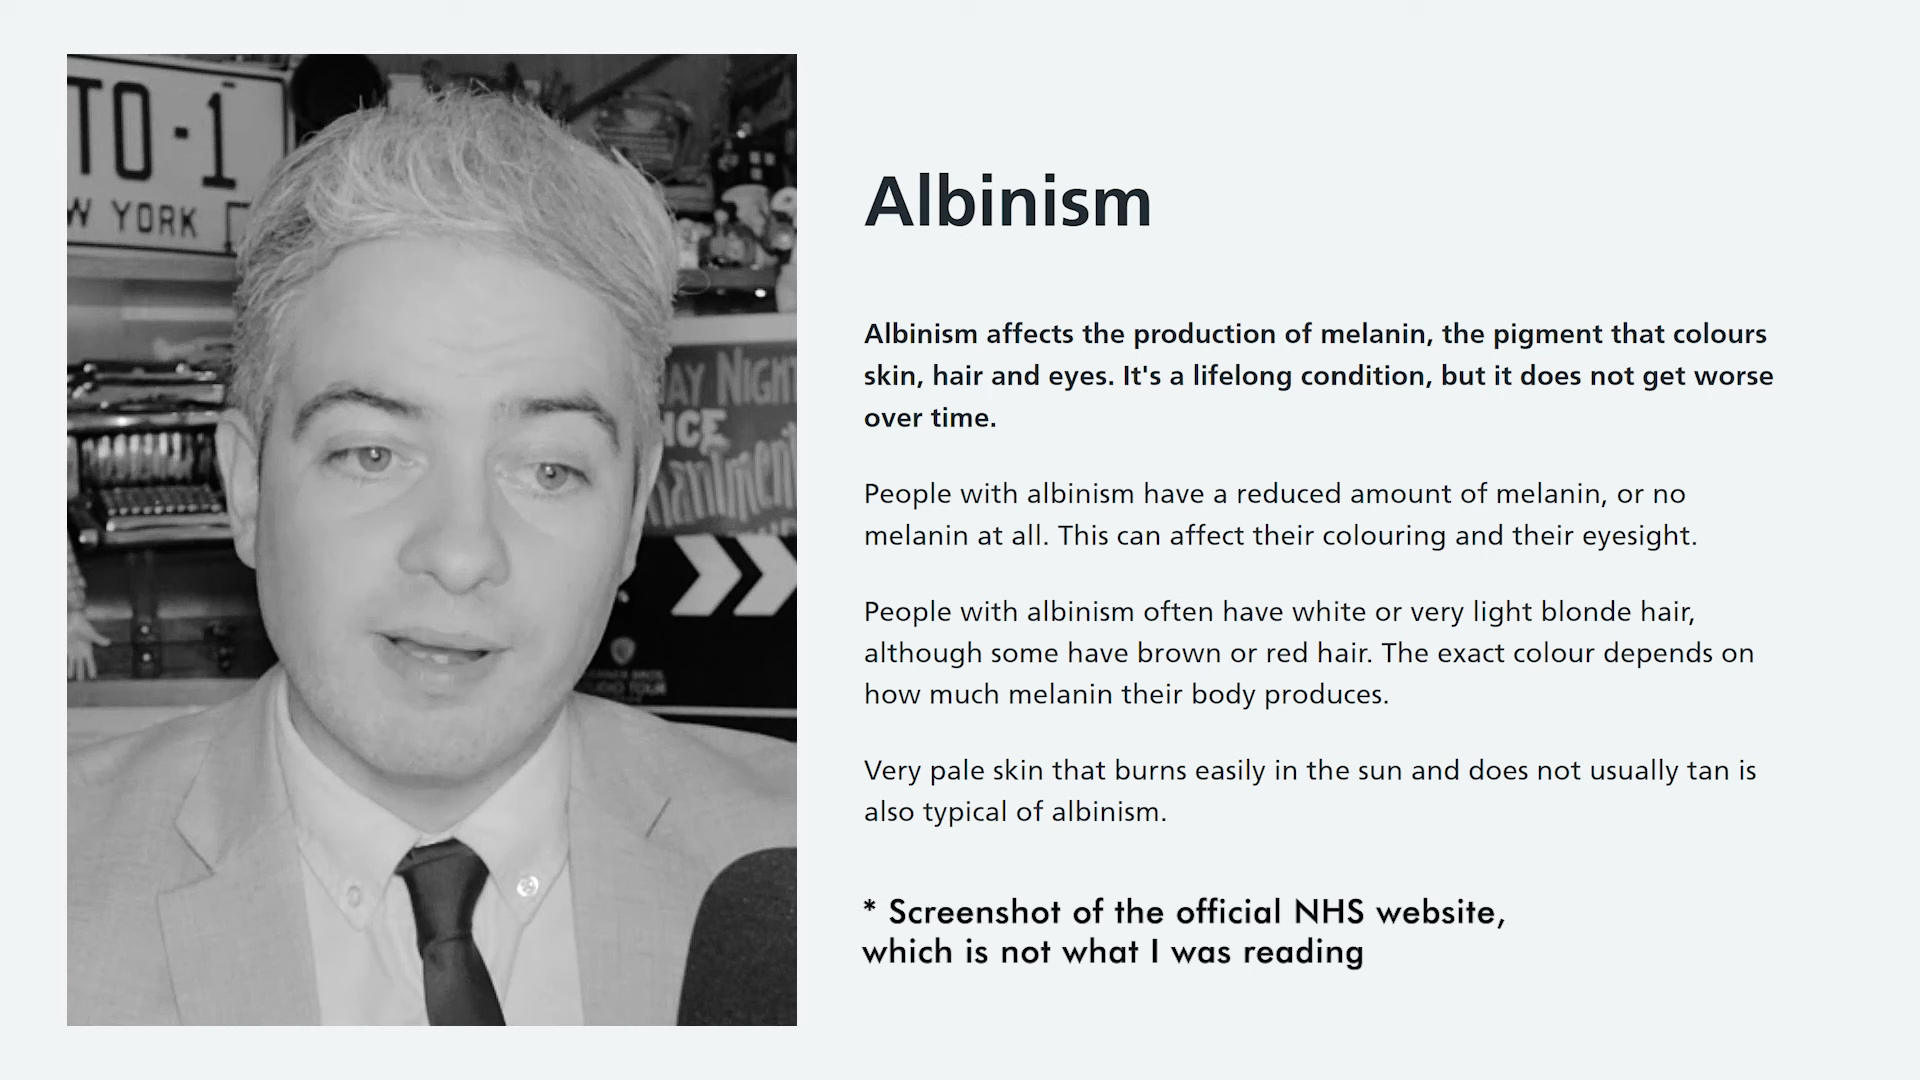 TO-1
W YORK
AY NIGHT
Albinism
Albinism affects the production of melanin, the pigment that colours
skin, hair and eyes. It's a lifelong condition, but it does not get worse
over time.
People with albinism have a reduced amount of melanin, or no
melanin at all. This can affect their colouring and their eyesight.
People with albinism often have white or very light blonde hair,
although some have brown or red hair. The exact colour depends on
how much melanin their body produces.
Very pale skin that burns easily in the sun and does not usually tan is
also typical of albinism.
* Screenshot of the official NHS website,
which is not what I was reading